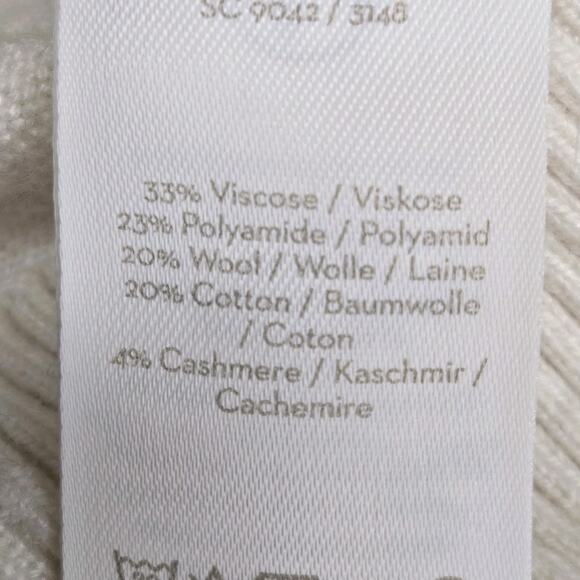 SC 9042 / 3148
33% Viscose / Viskose
23% Polyamide / Polyamid
20% Wool / Wolle / Laine
20% Cotton / Baumwolle
/ Coton
4% Cashmere / Kaschmir /
Cachemire